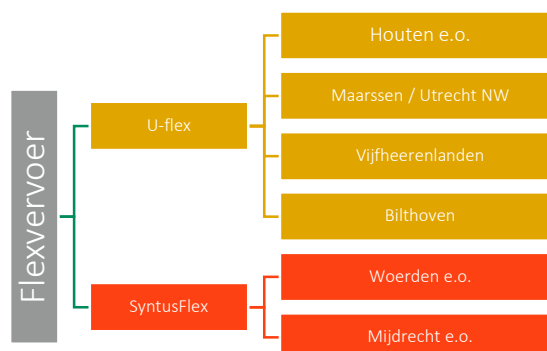 Flexvervoer
U-flex
Houten e.o.
Maarssen / Utrecht NW
Vijfheerenlanden
Bilthoven
SyntusFlex
Woerden e.o.
Mijdrecht e.o.